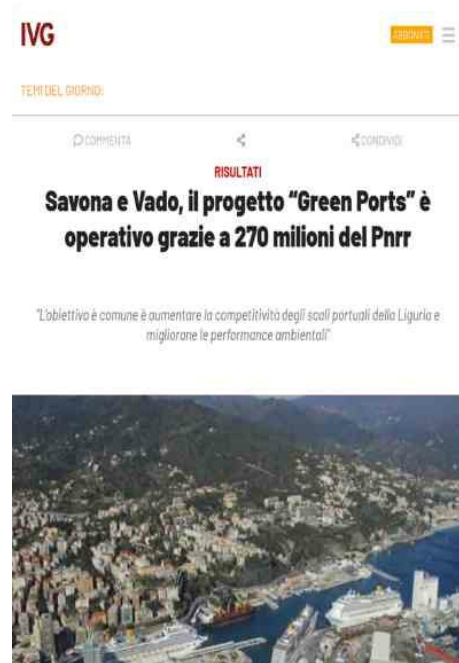 IVG
ABBONATI
TEMI DEL GIORNO:
COMMENTA
CONDIVIDI
RISULTATI
Savona e Vado, il progetto “Green Ports” è
operativo grazie a 270 milioni del Pnrr
"L'obiettivo è comune è aumentare la competitività degli scali portuali della Liguria e
migliorane le performance ambientali"